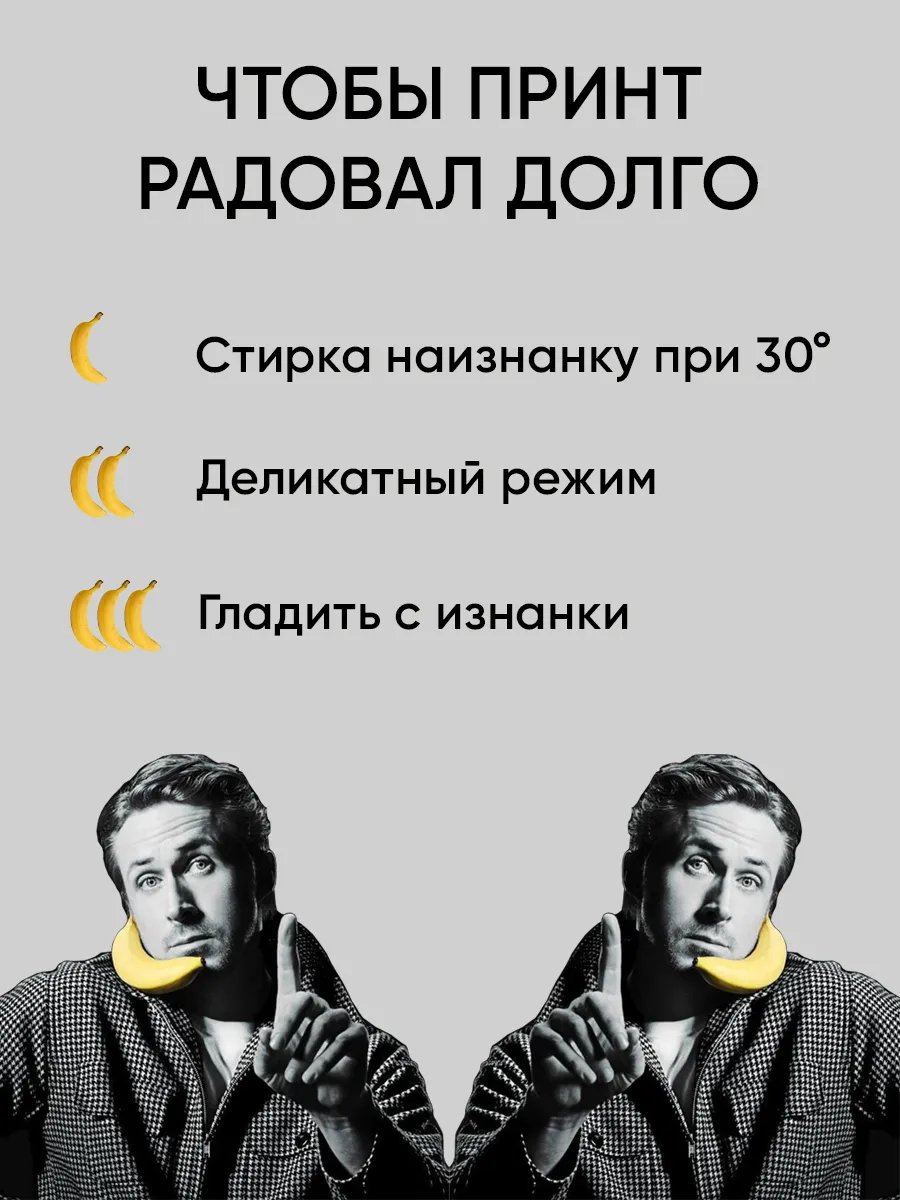 ЧТОБЫ ПРИНТ
РАДОВАЛ ДОЛГО
Стирка наизнанку при 30°
Деликатный режим
Гладить с изнанки